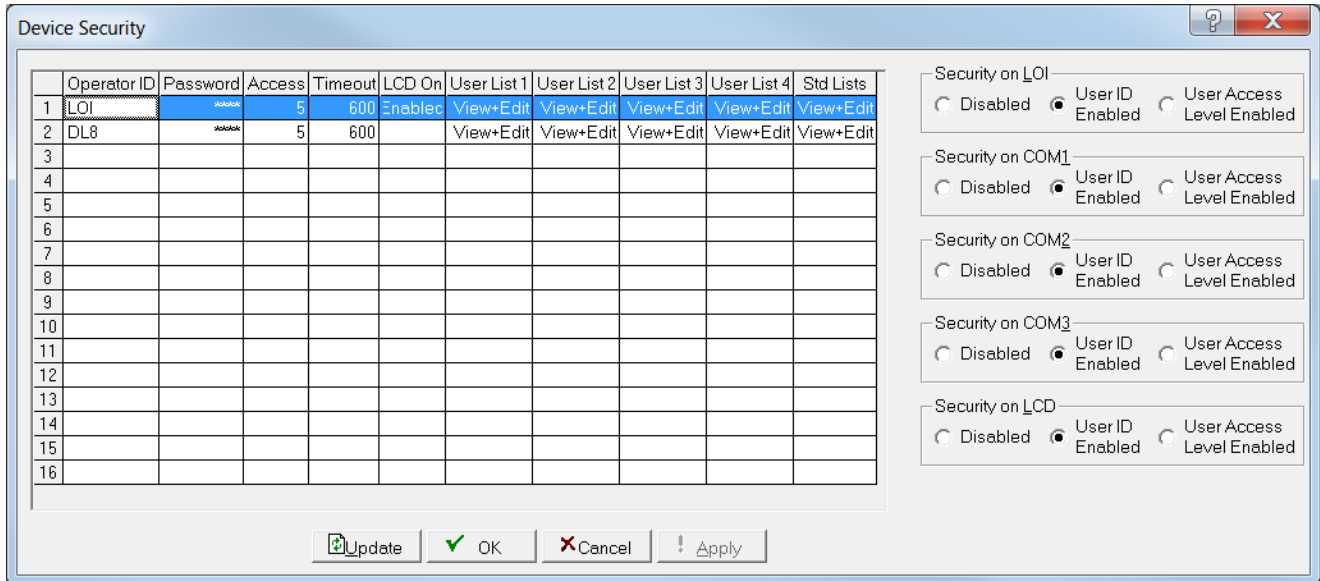 Device Security
Operator ID Password Access Timeout LCD On User List 1 User List 2 User List 3 User List 4 Std Lists
1 LOI **** 5 600 Enabled View+Edit View+Edit View+Edit View+Edit View+Edit
2 DL8 **** 5 600 View+Edit View+Edit View+Edit View+Edit View+Edit
3
4
5
6
7
8
9
10
11
12
13
14
15
16
Security on LOI
Disabled User ID Enabled User Access Level Enabled
Security on COM1
Disabled User ID Enabled User Access Level Enabled
Security on COM2
Disabled User ID Enabled User Access Level Enabled
Security on COM3
Disabled User ID Enabled User Access Level Enabled
Security on LCD
Disabled User ID Enabled User Access Level Enabled
Update OK Cancel Apply